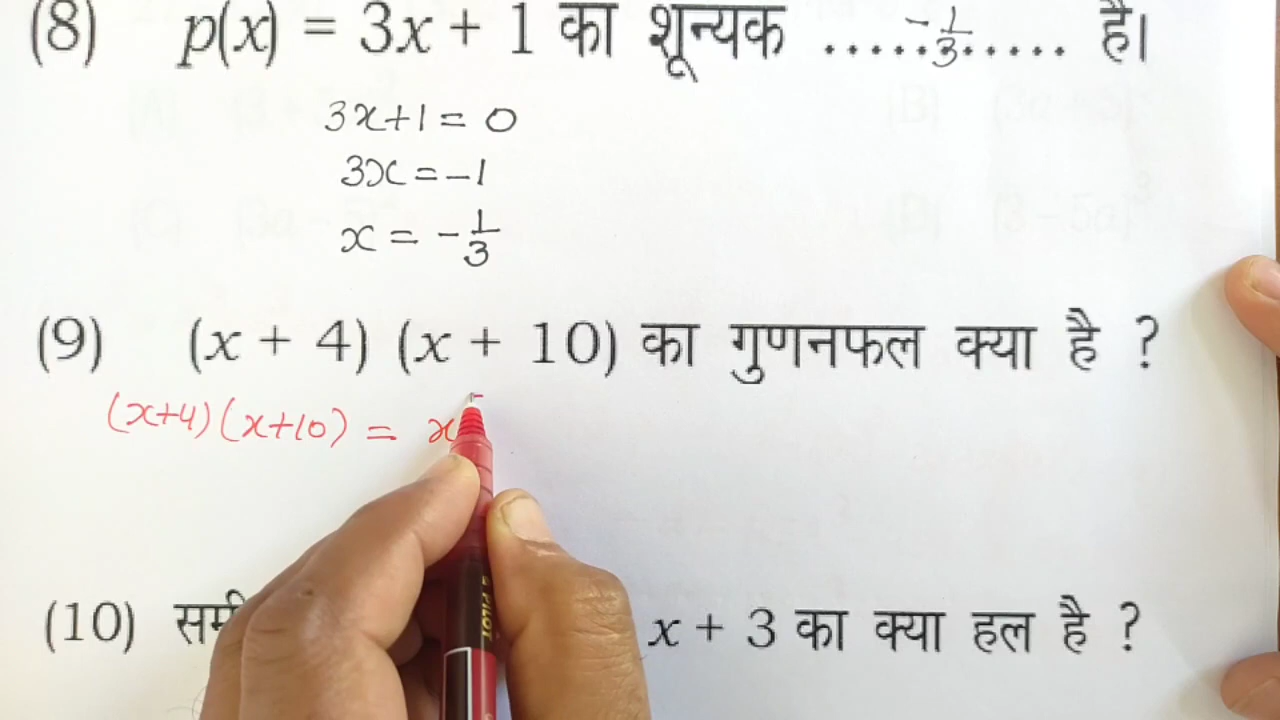 (8) p(x) = 3x + 1 का शून्यक .....-1/3..... है।
3x+1 = 0
3x = -1
x = -1/3
(9) (x + 4) (x + 10) का गुणनफल क्या है ?
(x+4)(x+10) = x
(10) x + 3 का क्या हल है ?